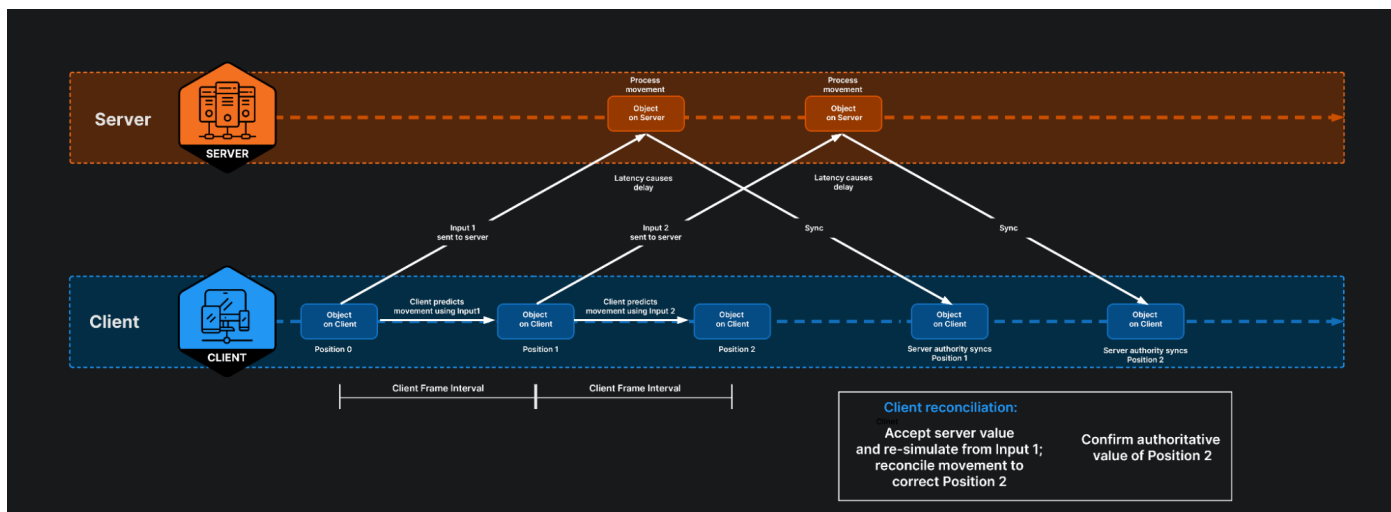 Server
SERVER
Process
movement
Object
on Server
Process
movement
Object
on Server
Latency causes
delay
Latency causes
delay
Input 1
sent to server
Input 2
sent to server
Sync
Sync
Client
CLIENT
Object
on Client
Position 0
Client predicts
movement using Input1
Object
on Client
Position 1
Client predicts
movement using Input 2
Object
on Client
Position 2
Object
on Client
Server authority syncs
Position 1
Object
on Client
Server authority syncs
Position 2
Client Frame Interval
Client Frame Interval
Client reconciliation:
Accept server value
and re-simulate from Input 1;
reconcile movement to
correct Position 2
Confirm authoritative
value of Position 2